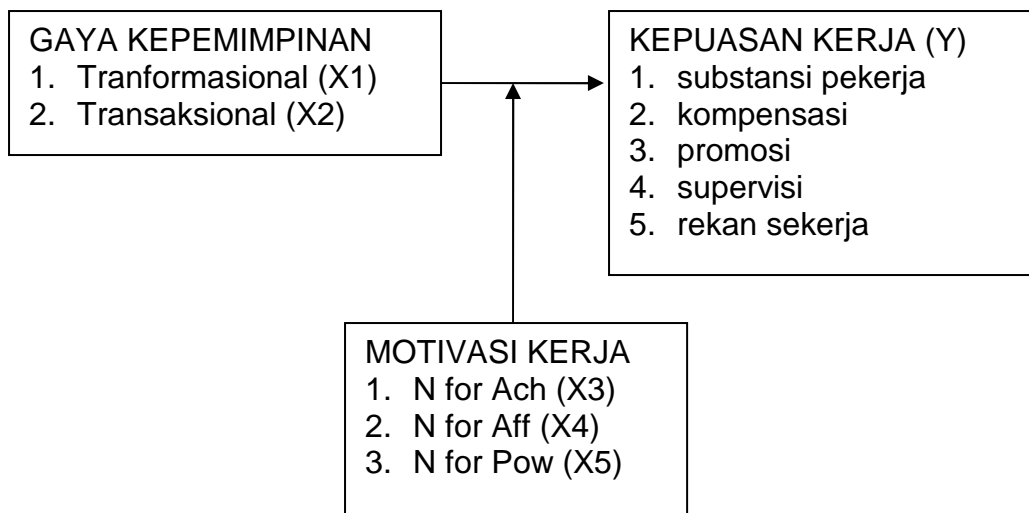 GAYA KEPEMIMPINAN
1. Tranformasional (X1)
2. Transaksional (X2)
KEPUASAN KERJA (Y)
1. substansi pekerja
2. kompensasi
3. promosi
4. supervisi
5. rekan sekerja
MOTIVASI KERJA
1. N for Ach (X3)
2. N for Aff (X4)
3. N for Pow (X5)